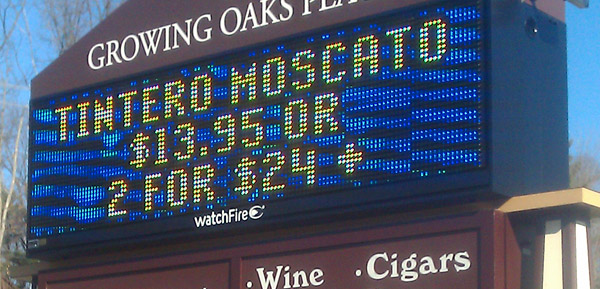 GROWING OAKS
TINTERO MOSCATO
$13.95 OR
2 FOR $24 +
watchFire
·Wine ·Cigars